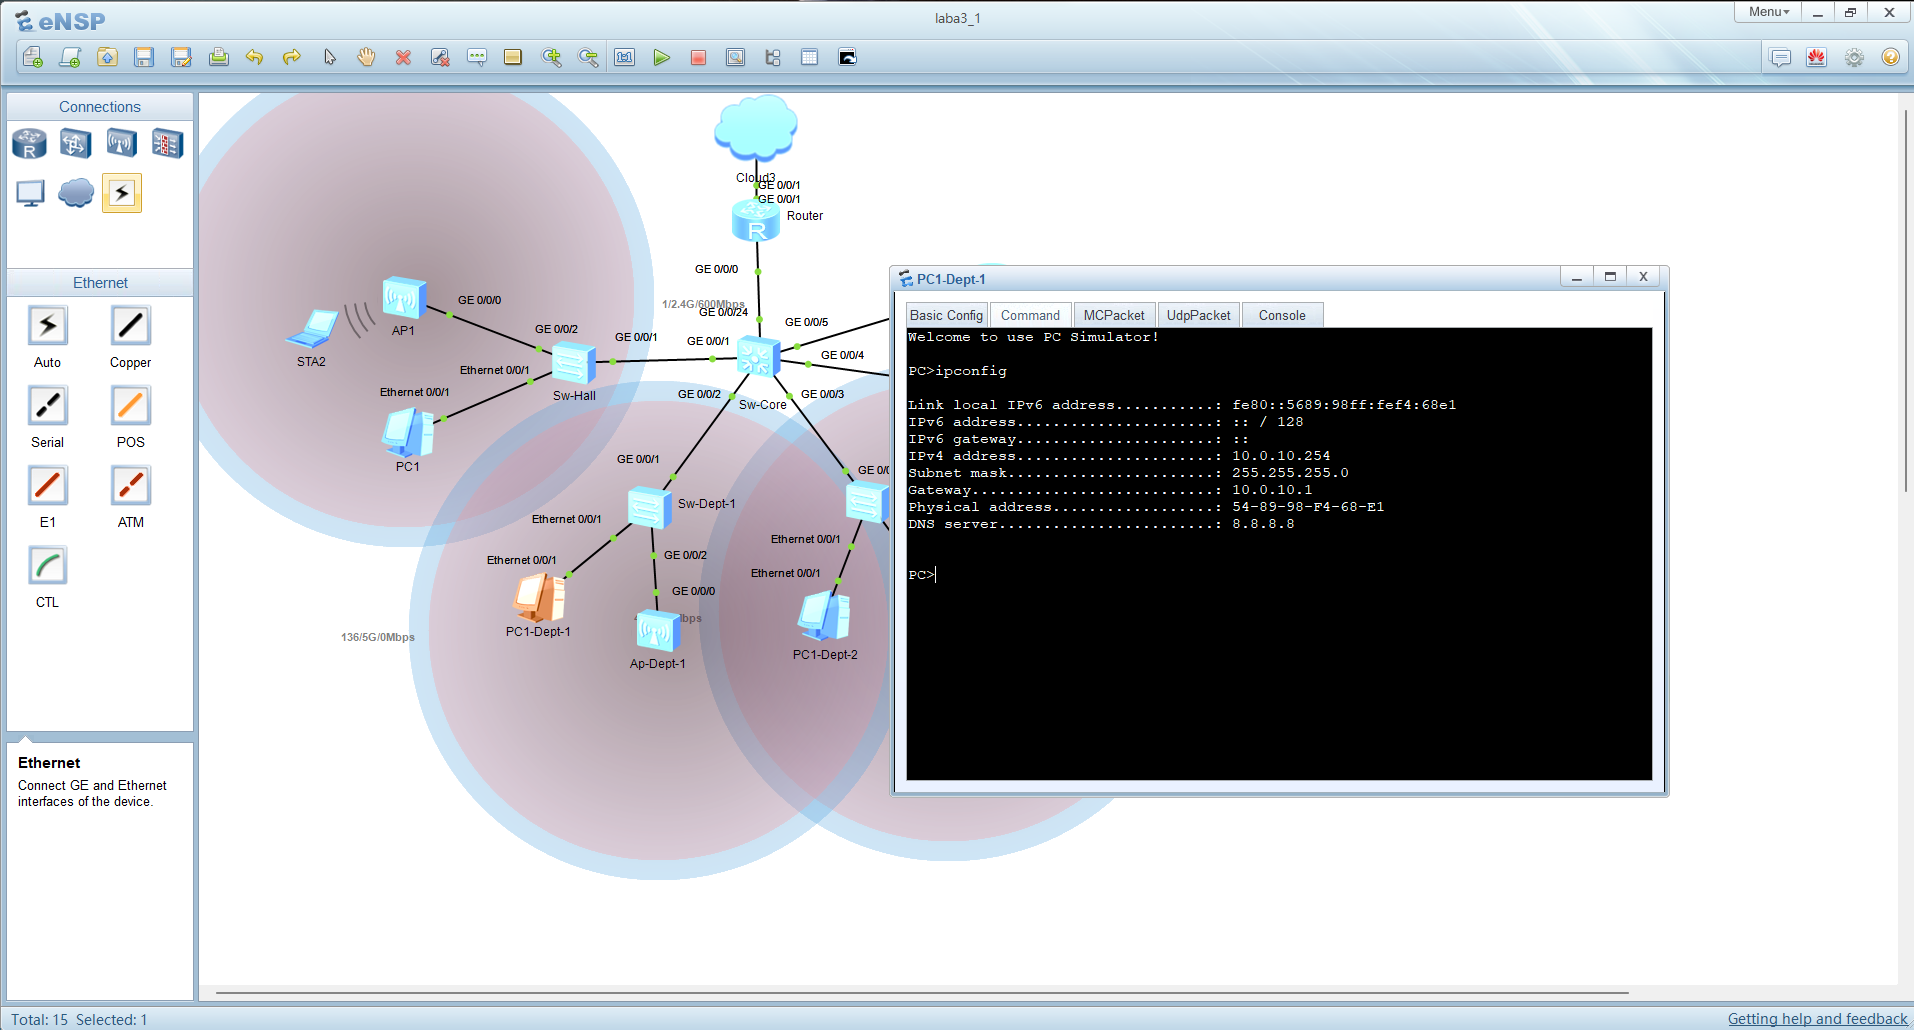 eNSP
laba3_1
Menu
Connections
Ethernet
Auto
Copper
Serial
POS
E1
ATM
CTL
Ethernet
Connect GE and Ethernet
interfaces of the device.
Cloud3
GE 0/0/1
GE 0/0/1
R
Router
GE 0/0/0
1/2.4G/600Mbps
GE 0/0/24
GE 0/0/5
GE 0/0/0
AP1
STA2
GE 0/0/2
GE 0/0/1
GE 0/0/1
GE 0/0/4
Ethernet 0/0/1
Ethernet 0/0/1
Sw-Hall
GE 0/0/2
Sw-Core
GE 0/0/3
PC1
GE 0/0/1
GE 0/0
Sw-Dept-1
Ethernet 0/0/1
Ethernet 0/0/1
GE 0/0/2
Ethernet 0/0/1
Ethernet 0/0/1
GE 0/0/0
PC1-Dept-1
136/5G/0Mbps
Ap-Dept-1
PC1-Dept-2
PC1-Dept-1
Basic Config
Command
MCPacket
UdpPacket
Console
Welcome to use PC Simulator!
PC>ipconfig
Link local IPv6 address...........: fe80::5689:98ff:fef4:68e1
IPv6 address......................: :: / 128
IPv6 gateway......................: ::
IPv4 address......................: 10.0.10.254
Subnet mask.......................: 255.255.255.0
Gateway...........................: 10.0.10.1
Physical address..................: 54-89-98-F4-68-E1
DNS server........................: 8.8.8.8
PC>
Total: 15 Selected: 1
Getting help and feedback